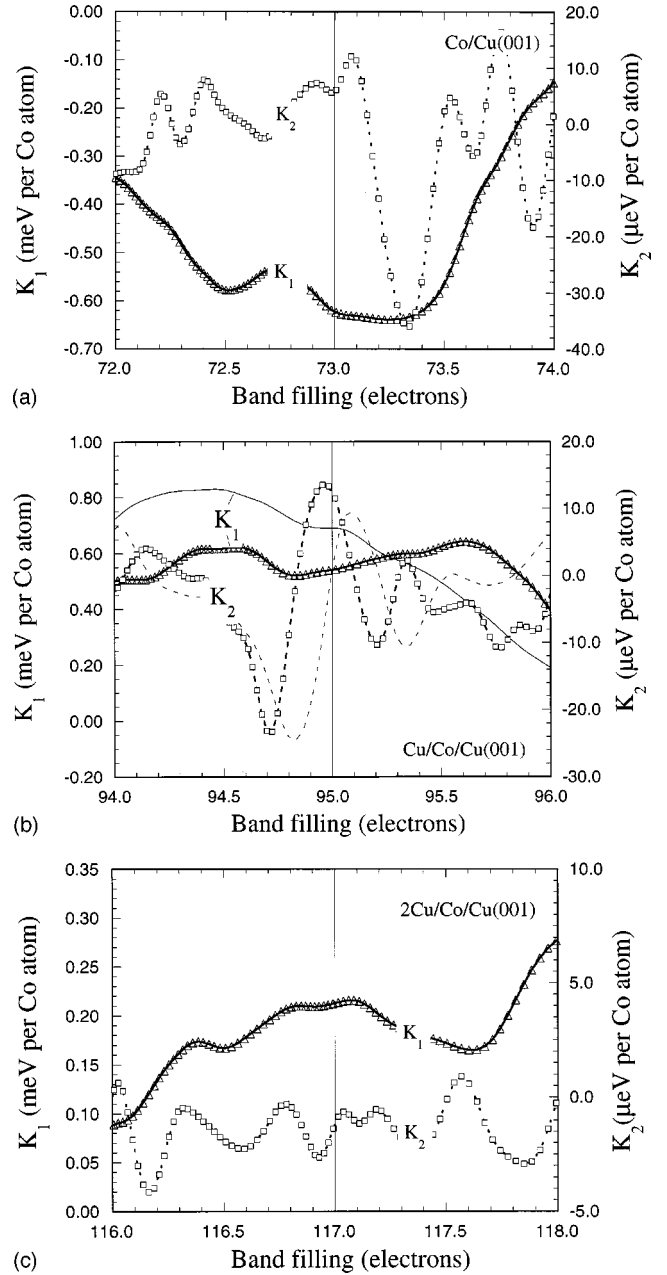 0.00
-0.10
-0.20
-0.30
-0.40
-0.50
-0.60
-0.70
K1 (meV per Co atom)
Co/Cu(001)
K2
K1
20.0
10.0
0.0
-10.0
-20.0
-30.0
-40.0
K2 (μeV per Co atom)
72.0 72.5 73.0 73.5 74.0
Band filling (electrons)
(a)
1.00
0.80
0.60
0.40
0.20
0.00
-0.20
K1 (meV per Co atom)
K1
K2
Cu/Co/Cu(001)
20.0
10.0
0.0
-10.0
-20.0
-30.0
K2 (μeV per Co atom)
94.0 94.5 95.0 95.5 96.0
Band filling (electrons)
(b)
0.35
0.30
0.25
0.20
0.15
0.10
0.05
0.00
K1 (meV per Co atom)
2Cu/Co/Cu(001)
K1
K2
10.0
5.0
0.0
-5.0
K2 (μeV per Co atom)
116.0 116.5 117.0 117.5 118.0
Band filling (electrons)
(c)